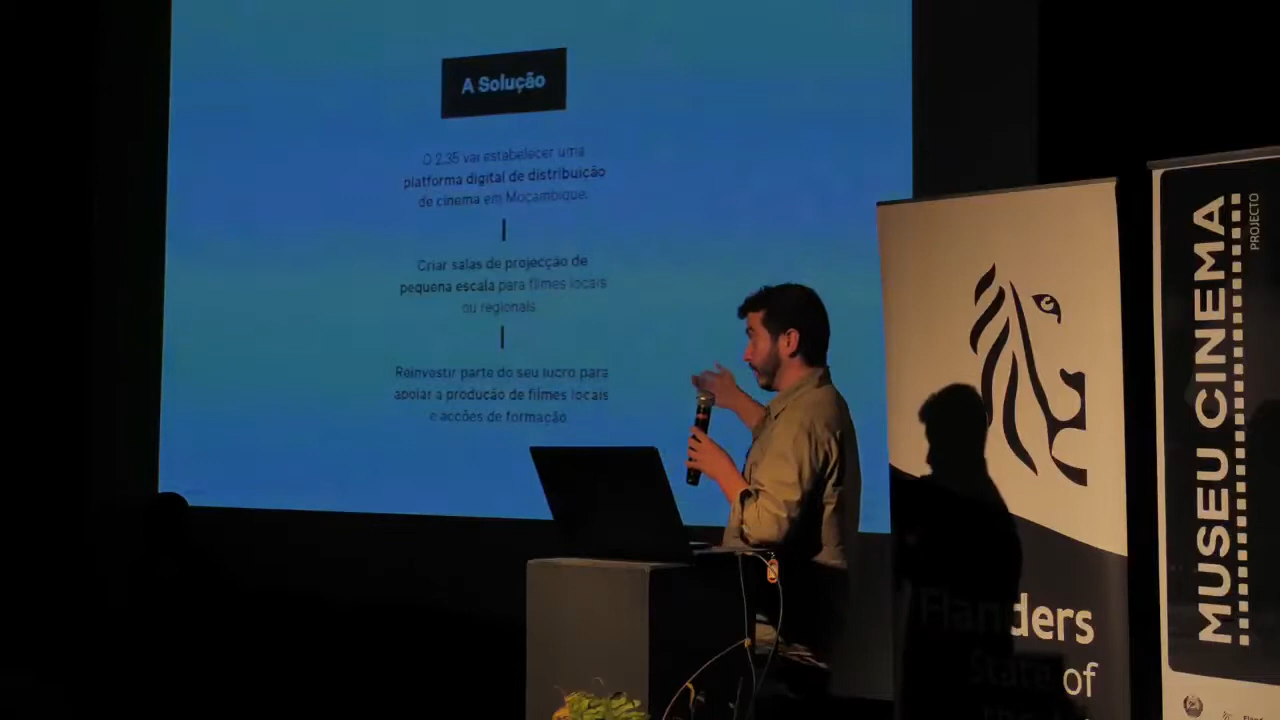 A Solução
O 2.35 vai estabelecer uma
plataforma digital de distribuição
de cinema em Moçambique.
Criar salas de projecção de
pequena escala para filmes locais
ou regionais.
Reinvestir parte do seu lucro para
apoiar a produção de filmes locais
e acções de formação.
Flanders
State of
MUSEU CINEMA
PROJECTO